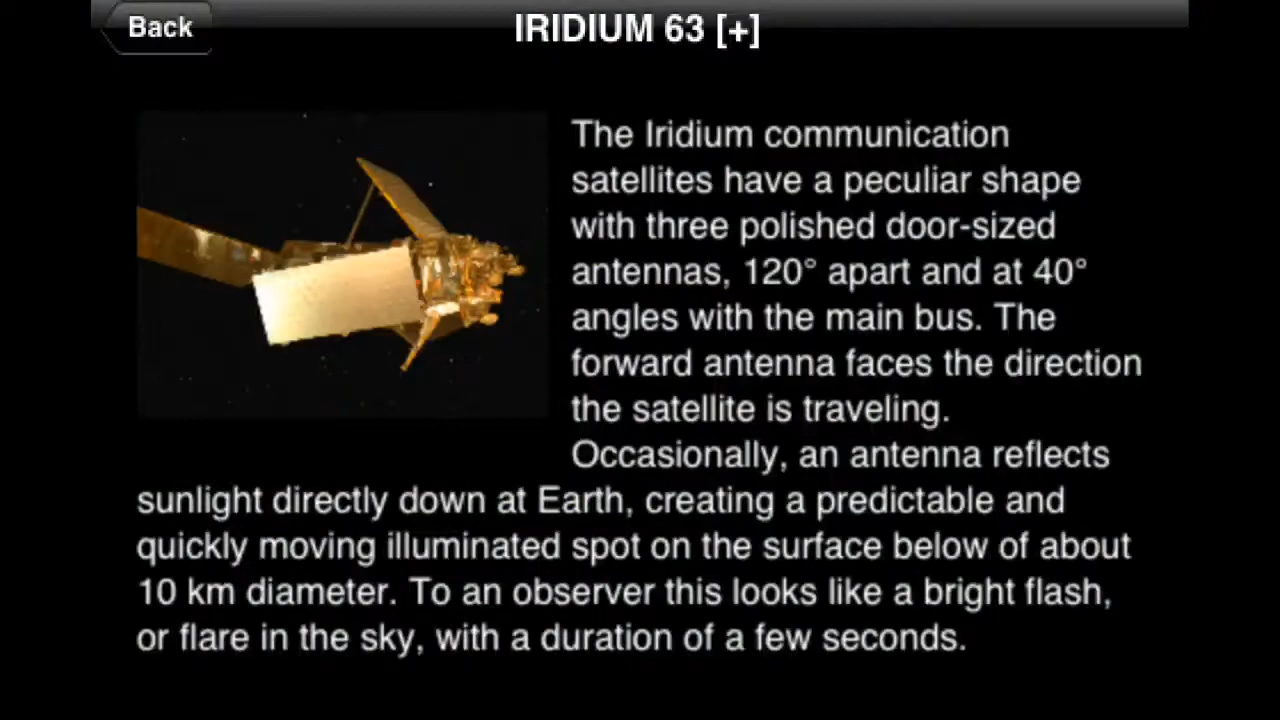 Back
IRIDIUM 63 [+]
The Iridium communication
satellites have a peculiar shape
with three polished door-sized
antennas, 120° apart and at 40°
angles with the main bus. The
forward antenna faces the direction
the satellite is traveling.
Occasionally, an antenna reflects
sunlight directly down at Earth, creating a predictable and
quickly moving illuminated spot on the surface below of about
10 km diameter. To an observer this looks like a bright flash,
or flare in the sky, with a duration of a few seconds.